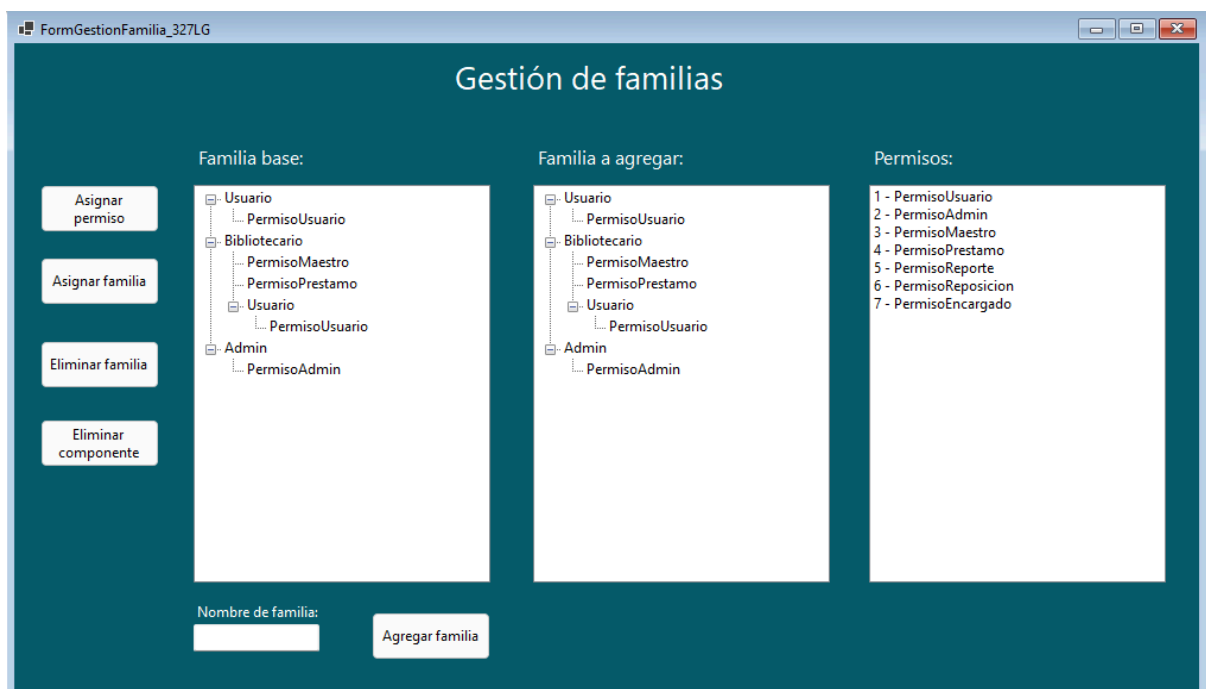 FormGestionFamilia_327LG
Gestión de familias
Familia base:
Familia a agregar:
Permisos:
Asignar
permiso
Asignar familia
Eliminar familia
Eliminar
componente
Usuario
PermisoUsuario
Bibliotecario
PermisoMaestro
PermisoPrestamo
Usuario
PermisoUsuario
Admin
PermisoAdmin
Usuario
PermisoUsuario
Bibliotecario
PermisoMaestro
PermisoPrestamo
Usuario
PermisoUsuario
Admin
PermisoAdmin
1 - PermisoUsuario
2 - PermisoAdmin
3 - PermisoMaestro
4 - PermisoPrestamo
5 - PermisoReporte
6 - PermisoReposicion
7 - PermisoEncargado
Nombre de familia:
Agregar familia